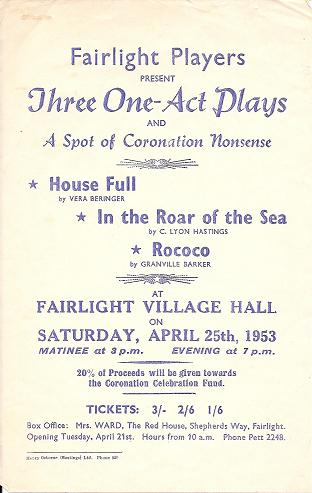 Fairlight Players
PRESENT
Three One-Act Plays
AND
A Spot of Coronation Nonsense
★ House Full
by VERA BERINGER
★ In the Roar of the Sea
by C. LYON HASTINGS
★ Rococo
by GRANVILLE BARKER
AT
FAIRLIGHT VILLAGE HALL
ON
SATURDAY, APRIL 25th, 1953
MATINEE at 3 p.m. EVENING at 7 p.m.
20% of Proceeds will be given towards
the Coronation Celebration Fund.
TICKETS: 3/- 2/6 1/6
Box Office: Mrs. WARD, The Red House, Shepherds Way, Fairlight.
Opening Tuesday, April 21st. Hours from 10 a.m. Phone Pett 2248.
Osborne (Hastings) Ltd. Phone